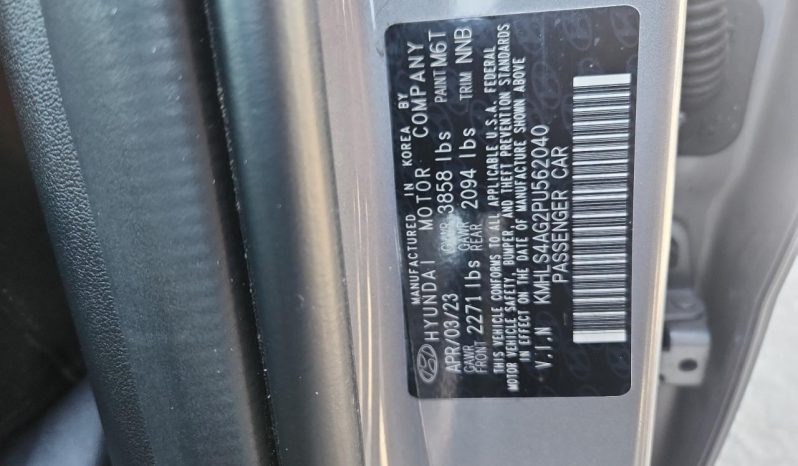 MANUFACTURED IN KOREA BY
HYUNDAI MOTOR COMPANY
APR/03/23 GVWR 3858 lbs PAINT M6T
GAWR FRONT 2271 lbs GAWR REAR 2094 lbs TRIM NNB
THIS VEHICLE CONFORMS TO ALL APPLICABLE U.S.A. FEDERAL
MOTOR VEHICLE SAFETY, BUMPER, AND THEFT PREVENTION STANDARDS
IN EFFECT ON THE DATE OF MANUFACTURE SHOWN ABOVE
V.I.N KMHLS4AG2PU562040
PASSENGER CAR